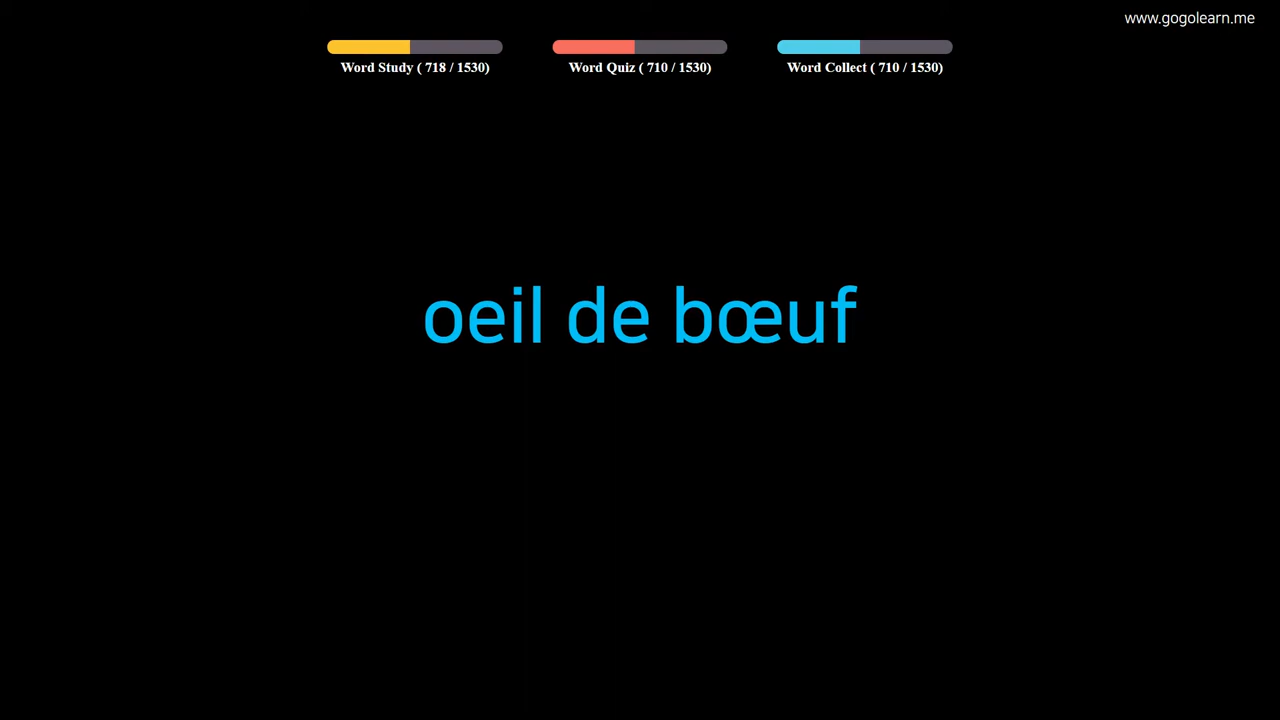 www.gogolearn.me
Word Study ( 718 / 1530)
Word Quiz ( 710 / 1530)
Word Collect ( 710 / 1530)
oeil de bœuf